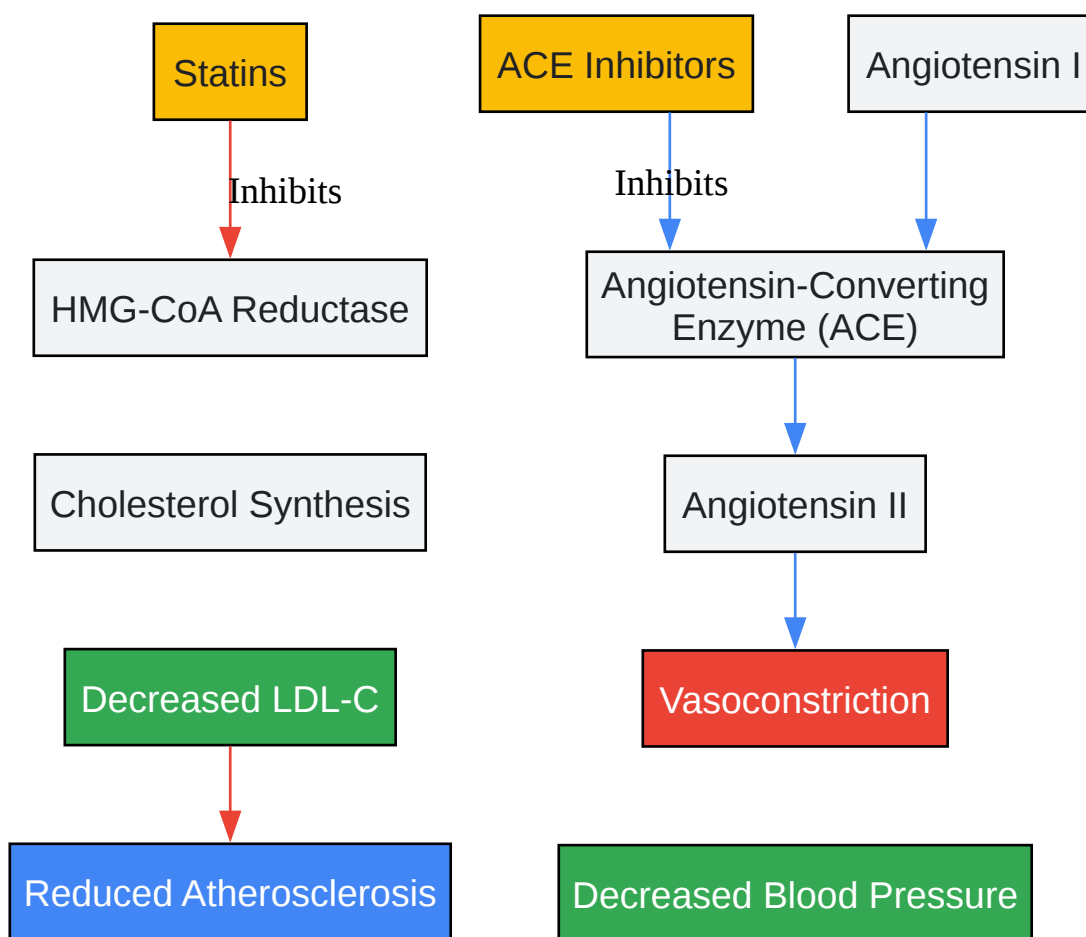 Statins
ACE Inhibitors
Angiotensin I
Inhibits
Inhibits
HMG-CoA Reductase
Angiotensin-Converting
Enzyme (ACE)
Cholesterol Synthesis
Angiotensin II
Decreased LDL-C
Vasoconstriction
Reduced Atherosclerosis
Decreased Blood Pressure